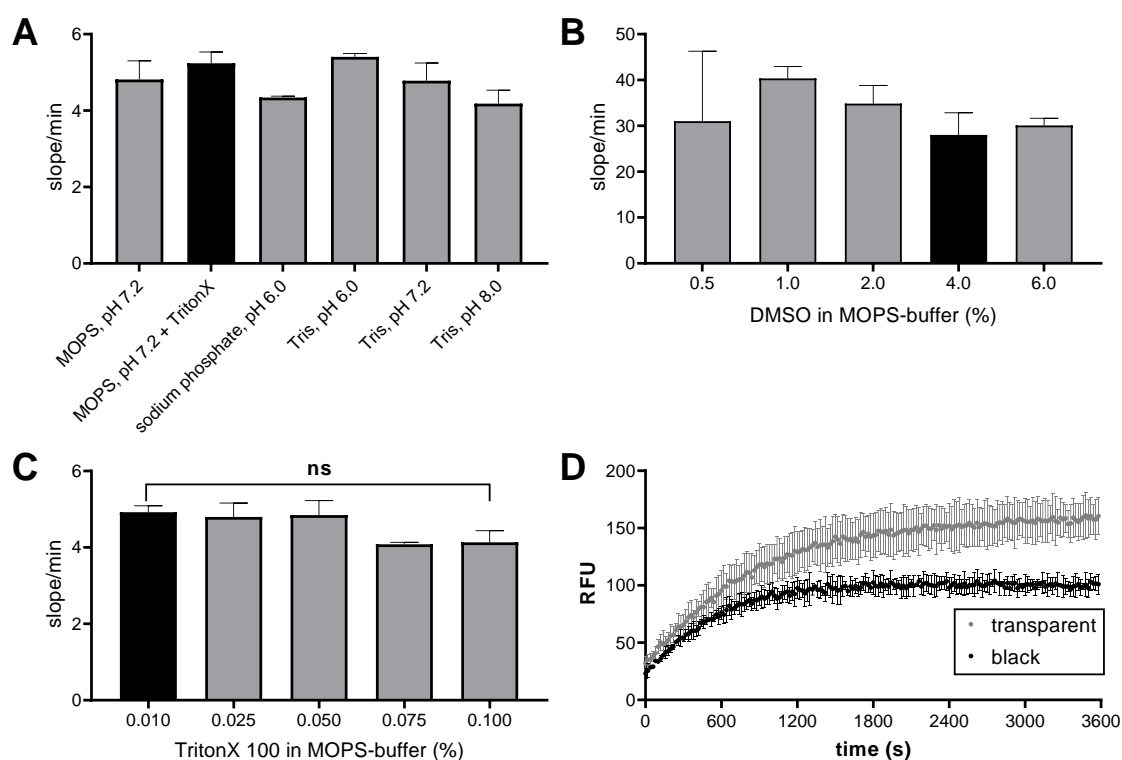 A
6
4
2
0
slope/min
MOPS, pH 7.2
MOPS, pH 7.2 + TritonX
sodium phosphate, pH 6.0
Tris, pH 6.0
Tris, pH 7.2
Tris, pH 8.0
B
50
40
30
20
10
0
slope/min
0.5 1.0 2.0 4.0 6.0
DMSO in MOPS-buffer (%)
C
6
4
2
0
slope/min
ns
0.010 0.025 0.050 0.075 0.100
TritonX 100 in MOPS-buffer (%)
D
200
150
100
50
0
RFU
transparent
black
0 600 1200 1800 2400 3000 3600
time (s)